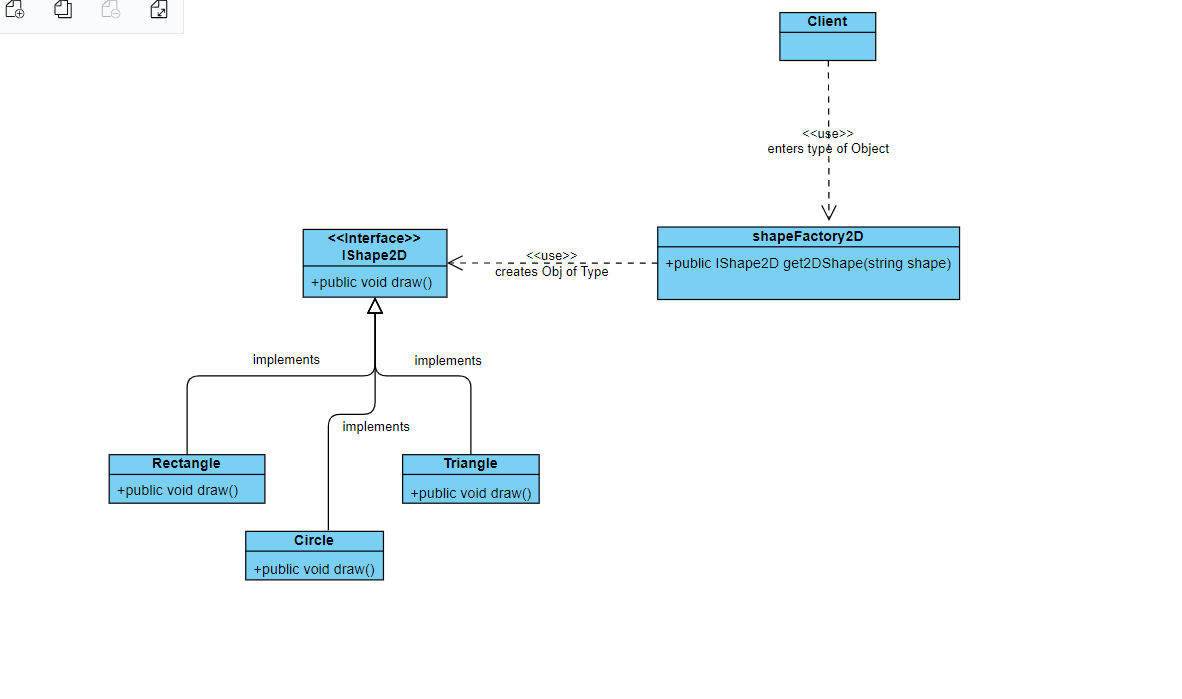 Client
<<use>>
enters type of Object
shapeFactory2D
+public IShape2D get2DShape(string shape)
<<Interface>>
IShape2D
+public void draw()
<<use>>
creates Obj of Type
implements
implements
implements
Rectangle
+public void draw()
Triangle
+public void draw()
Circle
+public void draw()